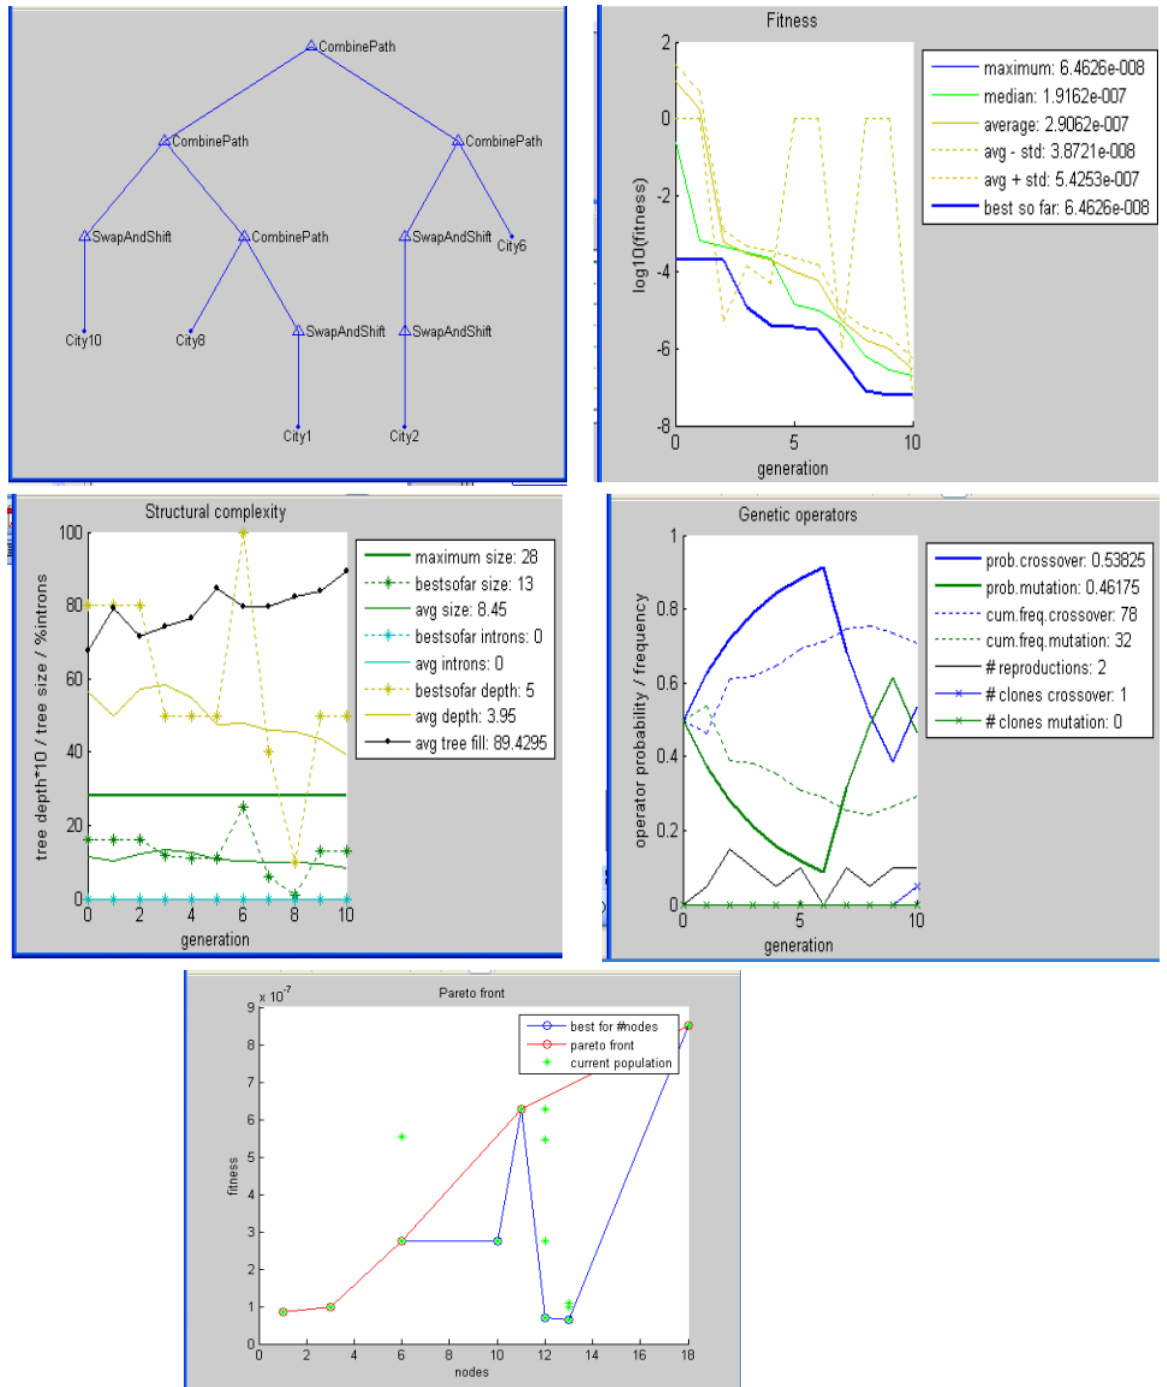 CombinePath
CombinePath
CombinePath
SwapAndShift
CombinePath
SwapAndShift
City6
City10
City8
SwapAndShift
SwapAndShift
City1
City2
Fitness
log10(fitness)
2
0
-2
-4
-6
-8
0
5
10
generation
maximum: 6.4626e-008
median: 1.9162e-007
average: 2.9062e-007
avg - std: 3.8721e-008
avg + std: 5.4253e-007
best so far: 6.4626e-008
Structural complexity
tree depth*10 / tree size / %introns
100
80
60
40
20
0
0
2
4
6
8
10
generation
maximum size: 28
bestsofar size: 13
avg size: 8.45
bestsofar introns: 0
avg introns: 0
bestsofar depth: 5
avg depth: 3.95
avg tree fill: 89.4295
Genetic operators
operator probability / frequency
1
0.8
0.6
0.4
0.2
0
0
5
10
generation
prob.crossover: 0.53825
prob.mutation: 0.46175
cum.freq.crossover: 78
cum.freq.mutation: 32
# reproductions: 2
# clones crossover: 1
# clones mutation: 0
x 10-7
Pareto front
fitness
9
8
7
6
5
4
3
2
1
0
0
2
4
6
8
10
12
14
16
18
nodes
best for #nodes
pareto front
current population